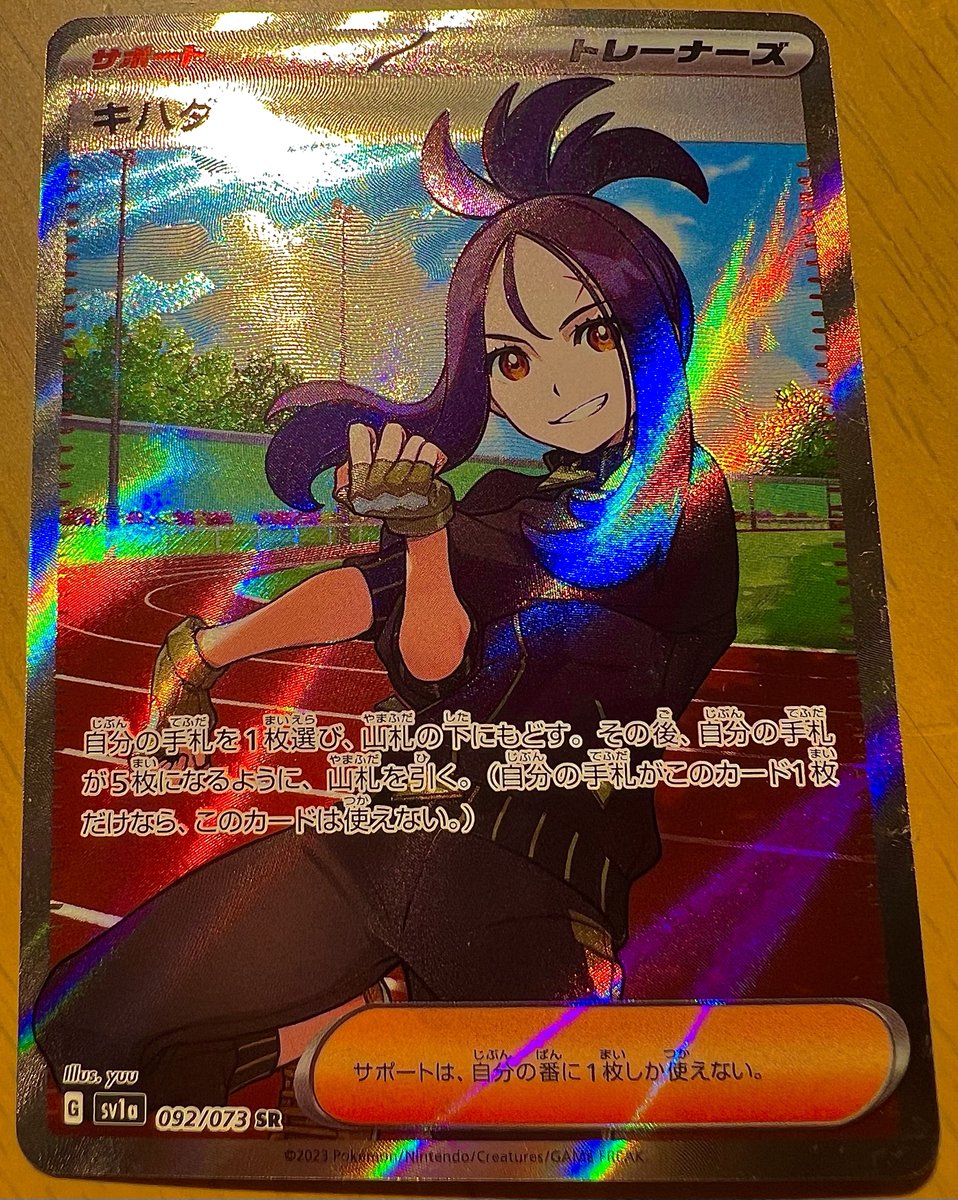 サポート トレーナーズ
キハダ
自分の手札を1枚選び、山札の下にもどす。その後、自分の手札
が5枚になるように、山札を引く。（自分の手札がこのカード1枚
だけなら、このカードは使えない。）
サポートは、自分の番に1枚しか使えない。
Illus. yuu
G sv1a 092/073 SR
©2023 Pokémon/Nintendo/Creatures/GAME FREAK